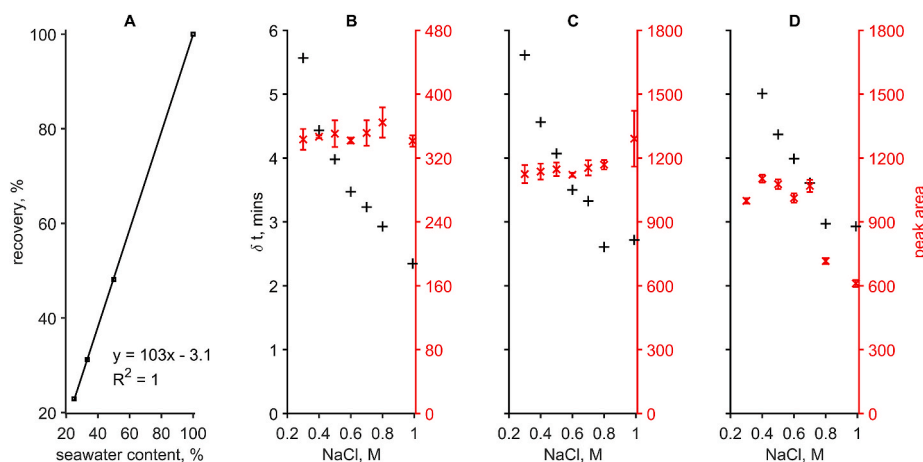 A
B
C
D
100
80
60
40
20
recovery, %
y = 103x - 3.1
R² = 1
20 40 60 80 100
seawater content, %
6
5
4
3
2
1
0
δ t, mins
480
400
320
240
160
80
0
0.2 0.4 0.6 0.8 1
NaCl, M
1800
1500
1200
900
600
300
0
0.2 0.4 0.6 0.8 1
NaCl, M
1800
1500
1200
900
600
300
0
peak area
0.2 0.4 0.6 0.8 1
NaCl, M